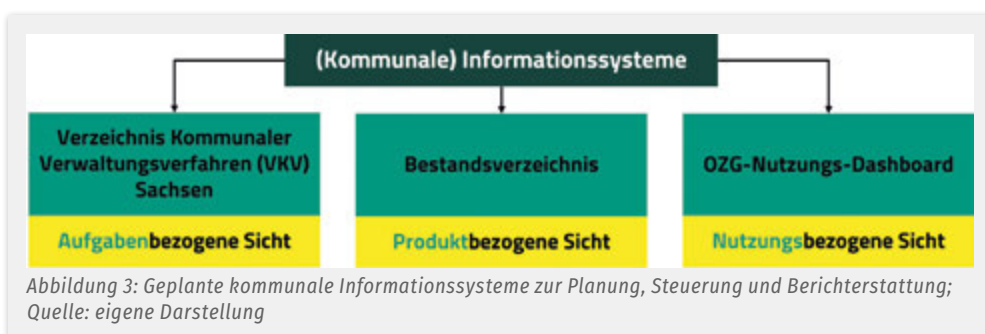 (Kommunale) Informationssysteme
Verzeichnis Kommunaler
Verwaltungsverfahren (VKV)
Sachsen
Aufgabenbezogene Sicht
Bestandsverzeichnis
Produktbezogene Sicht
OZG-Nutzungs-Dashboard
Nutzungsbezogene Sicht
Abbildung 3: Geplante kommunale Informationssysteme zur Planung, Steuerung und Berichterstattung;
Quelle: eigene Darstellung